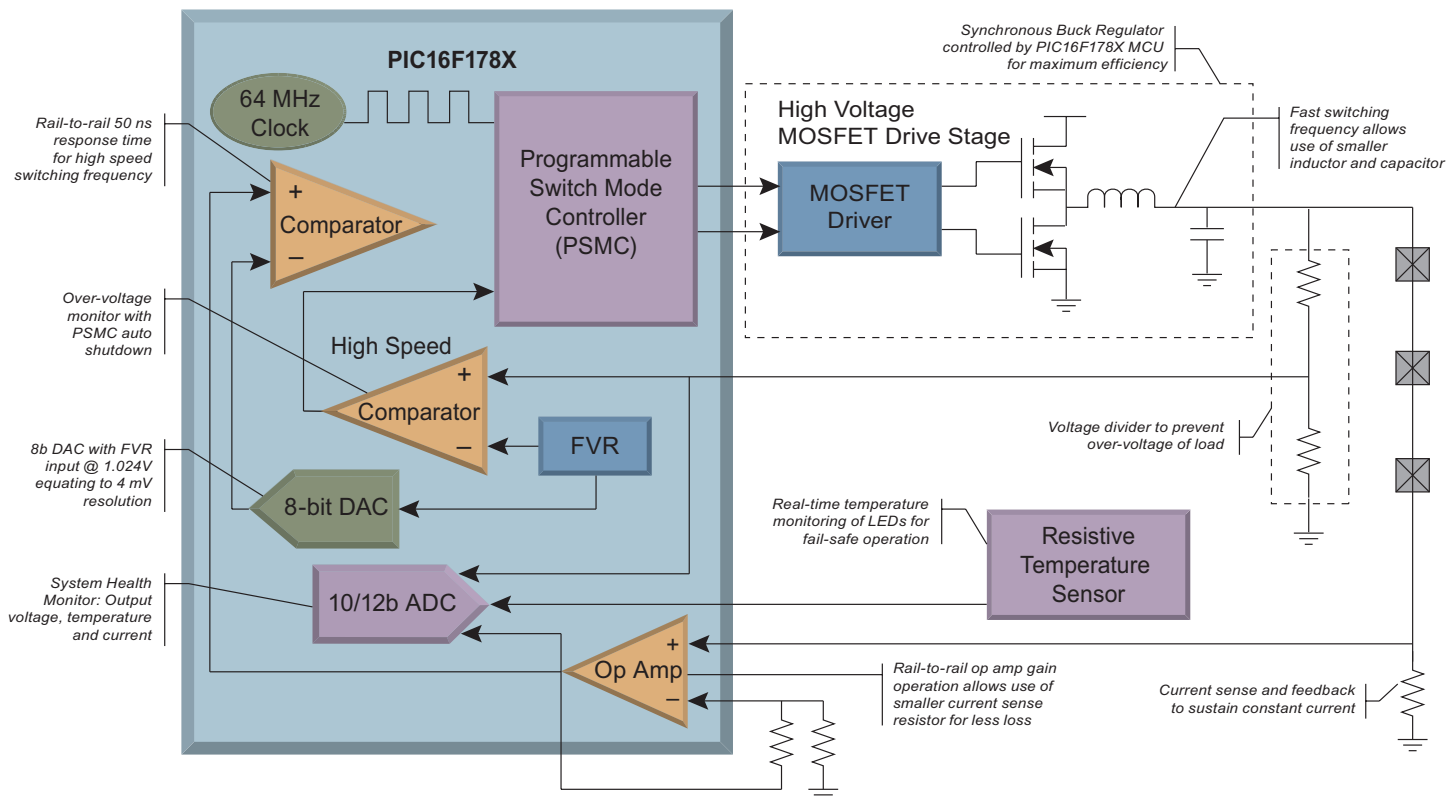 PIC16F178X
64 MHz
Clock
Programmable
Switch Mode
Controller
(PSMC)
Synchronous Buck Regulator
controlled by PIC16F178X MCU
for maximum efficiency
High Voltage
MOSFET Drive Stage
MOSFET
Driver
Fast switching
frequency allows
use of smaller
inductor and capacitor
Rail-to-rail 50 ns
response time
for high speed
switching frequency
+
Comparator
–
Over-voltage
monitor with
PSMC auto
shutdown
High Speed
+
Comparator
–
FVR
Voltage divider to prevent
over-voltage of load
8b DAC with FVR
input @ 1.024V
equating to 4 mV
resolution
8-bit DAC
Real-time temperature
monitoring of LEDs for
fail-safe operation
Resistive
Temperature
Sensor
System Health
Monitor: Output
voltage, temperature
and current
10/12b ADC
+
Op Amp
–
Rail-to-rail op amp gain
operation allows use of
smaller current sense
resistor for less loss
Current sense and feedback
to sustain constant current